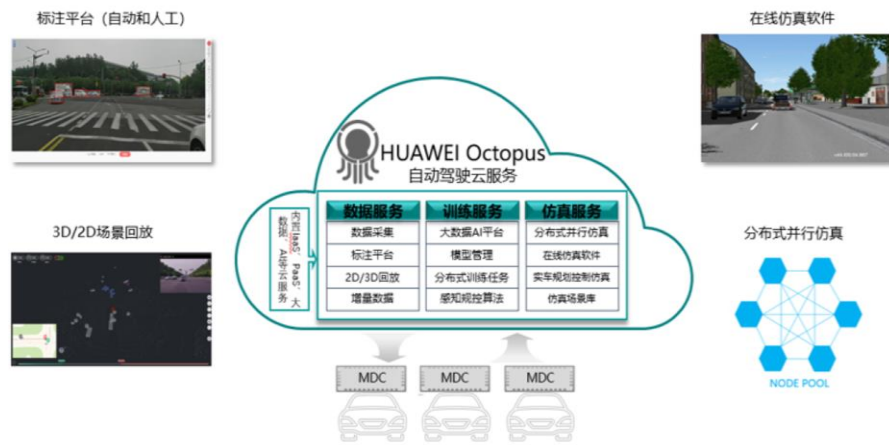 标注平台（自动和人工）
在线仿真软件
HUAWEI Octopus
自动驾驶云服务
内置IaaS、PaaS、大
数据、AI等云服务
数据服务
训练服务
仿真服务
数据采集
大数据AI平台
分布式并行仿真
标注平台
模型管理
在线仿真软件
2D/3D回放
分布式训练任务
实车规划控制仿真
增量数据
感知规控算法
仿真场景库
3D/2D场景回放
分布式并行仿真
NODE POOL
MDC
MDC
MDC